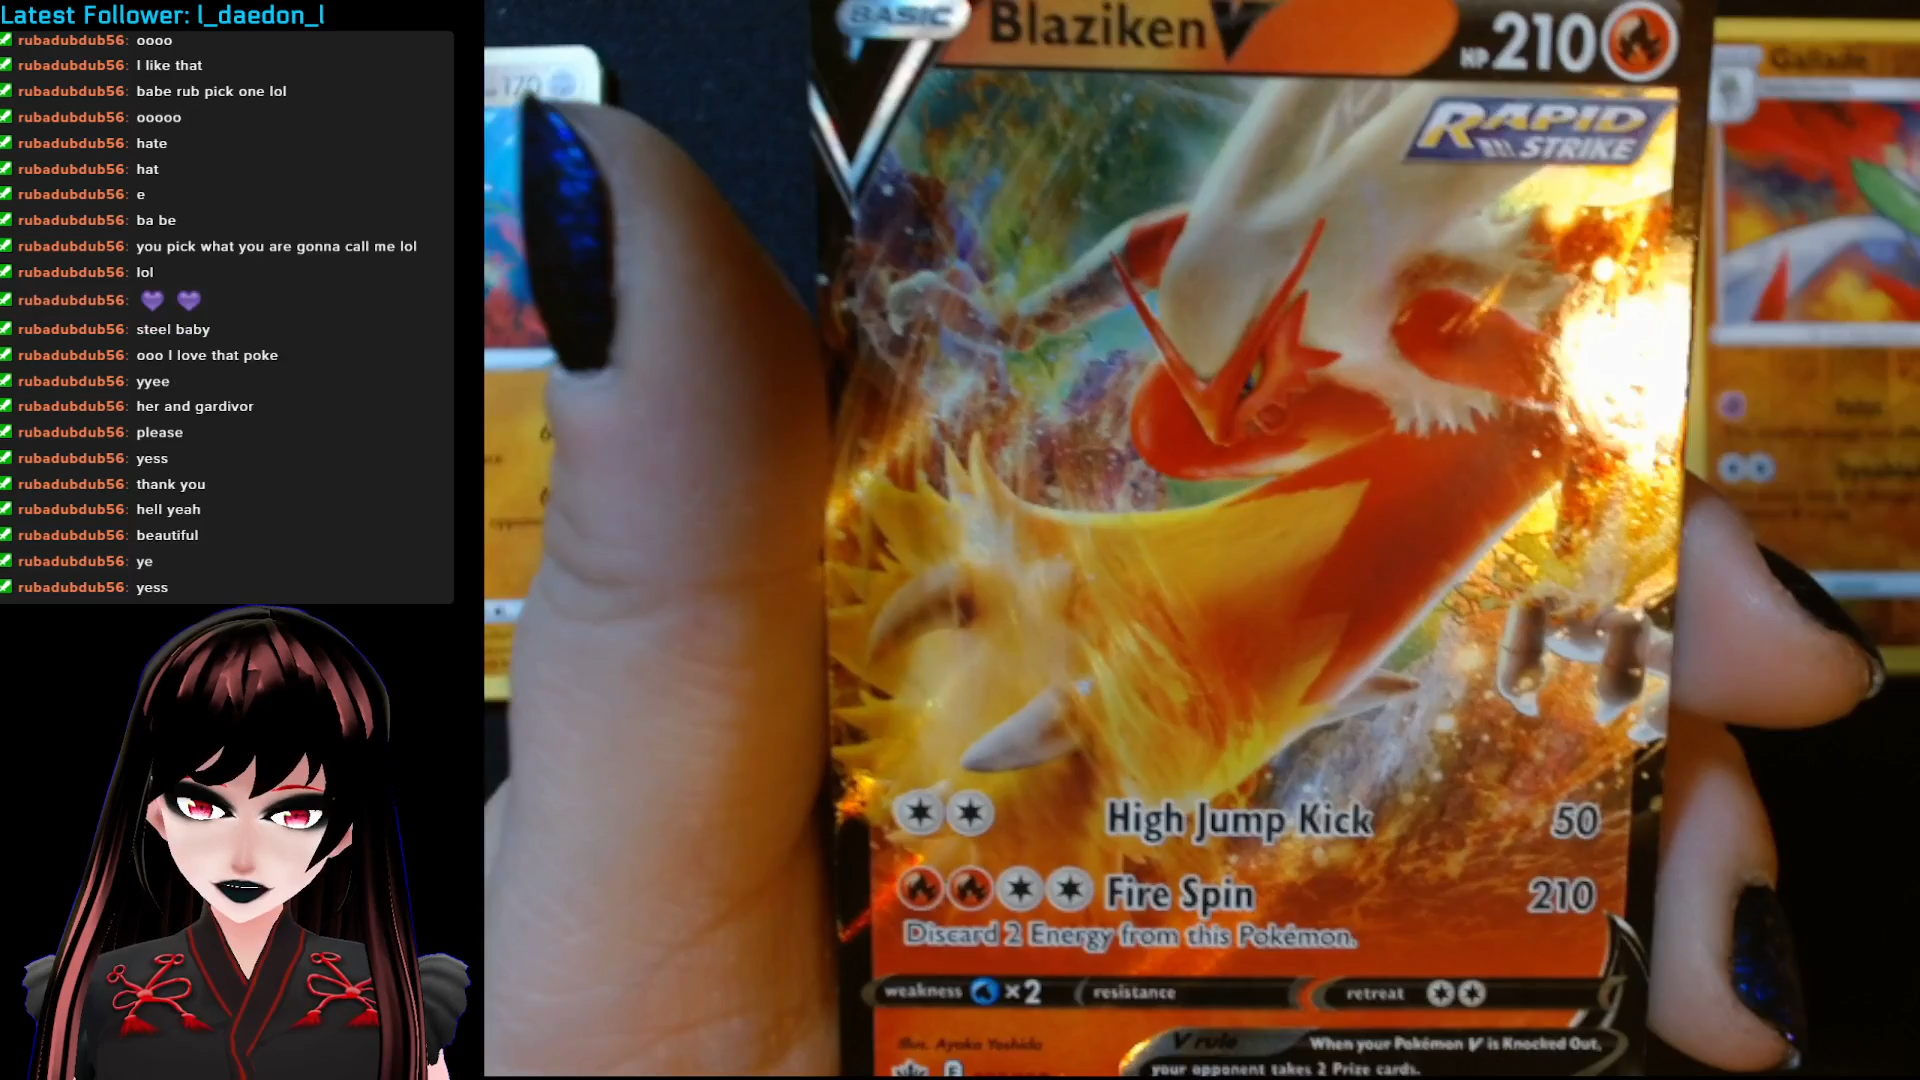 Latest Follower: l_daedon_l
rubadubdub56: oooo
rubadubdub56: I like that
rubadubdub56: babe rub pick one lol
rubadubdub56: ooooo
rubadubdub56: hate
rubadubdub56: hat
rubadubdub56: e
rubadubdub56: ba be
rubadubdub56: you pick what you are gonna call me lol
rubadubdub56: lol
rubadubdub56:
rubadubdub56: steel baby
rubadubdub56: ooo I love that poke
rubadubdub56: yyee
rubadubdub56: her and gardivor
rubadubdub56: please
rubadubdub56: yess
rubadubdub56: thank you
rubadubdub56: hell yeah
rubadubdub56: beautiful
rubadubdub56: ye
rubadubdub56: yess
170
BASIC
Blaziken V
HP 210
RAPID
STRIKE
Gallade
High Jump Kick 50
Fire Spin 210
Discard 2 Energy from this Pokémon.
weakness ×2 resistance retreat
Illus. Ayaka Yoshida
V rule When your Pokémon V is Knocked Out,
your opponent takes 2 Prize cards.